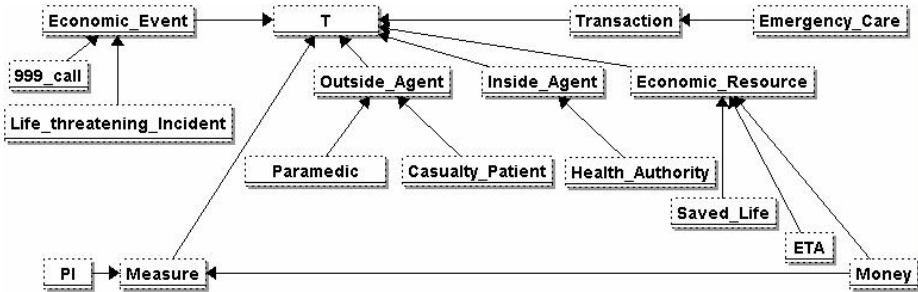 Economic_Event
T
Transaction
Emergency_Care
999_call
Outside_Agent
Inside_Agent
Economic_Resource
Life_threatening_Incident
Paramedic
Casualty_Patient
Health_Authority
Saved_Life
ETA
PI
Measure
Money